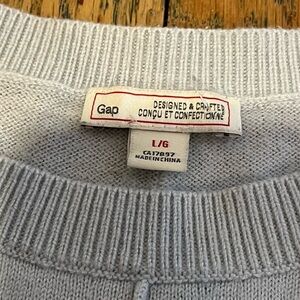 Gap
DESIGNED & CRAFTED
CONÇU ET CONFECTIONNÉ
L/G
CA17897
MADE IN CHINA